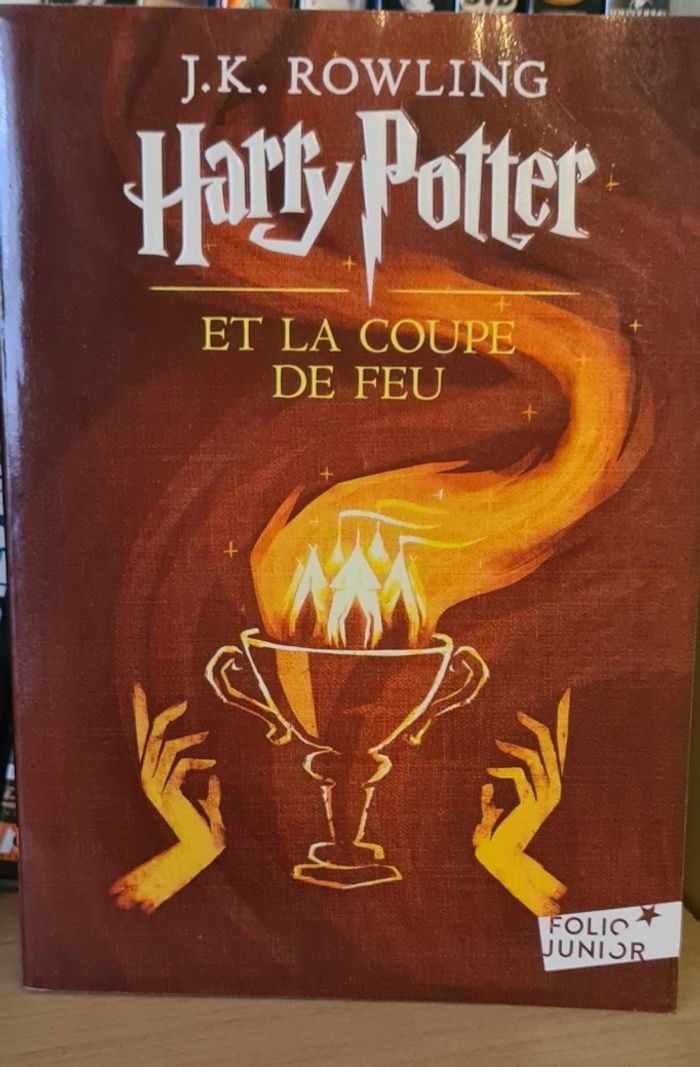 J.K. ROWLING
Harry Potter
ET LA COUPE
DE FEU
FOLIO
JUNIOR